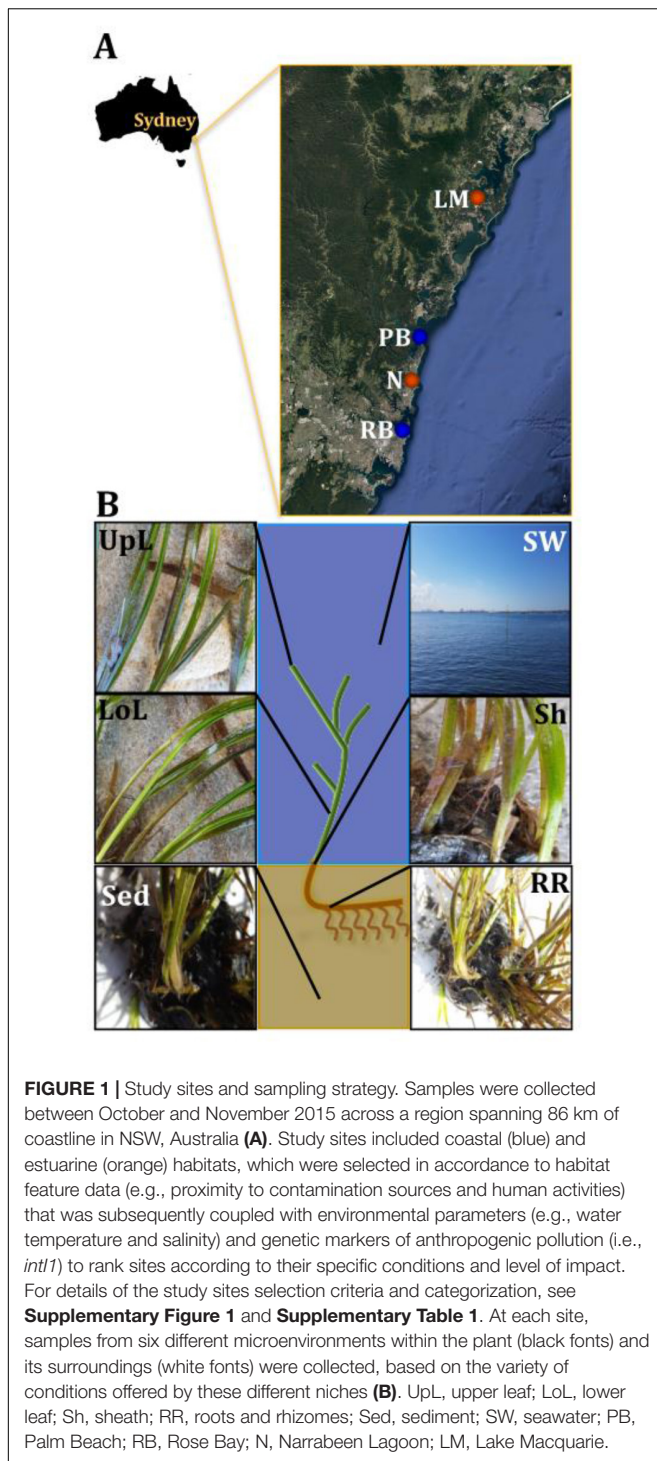 A
Sydney
LM
PB
N
RB
B
UpL
SW
LoL
Sh
Sed
RR
FIGURE 1 | Study sites and sampling strategy. Samples were collected
between October and November 2015 across a region spanning 86 km of
coastline in NSW, Australia (A). Study sites included coastal (blue) and
estuarine (orange) habitats, which were selected in accordance to habitat
feature data (e.g., proximity to contamination sources and human activities)
that was subsequently coupled with environmental parameters (e.g., water
temperature and salinity) and genetic markers of anthropogenic pollution (i.e.,
intI1) to rank sites according to their specific conditions and level of impact.
For details of the study sites selection criteria and categorization, see
Supplementary Figure 1 and Supplementary Table 1. At each site,
samples from six different microenvironments within the plant (black fonts) and
its surroundings (white fonts) were collected, based on the variety of
conditions offered by these different niches (B). UpL, upper leaf; LoL, lower
leaf; Sh, sheath; RR, roots and rhizomes; Sed, sediment; SW, seawater; PB,
Palm Beach; RB, Rose Bay; N, Narrabeen Lagoon; LM, Lake Macquarie.